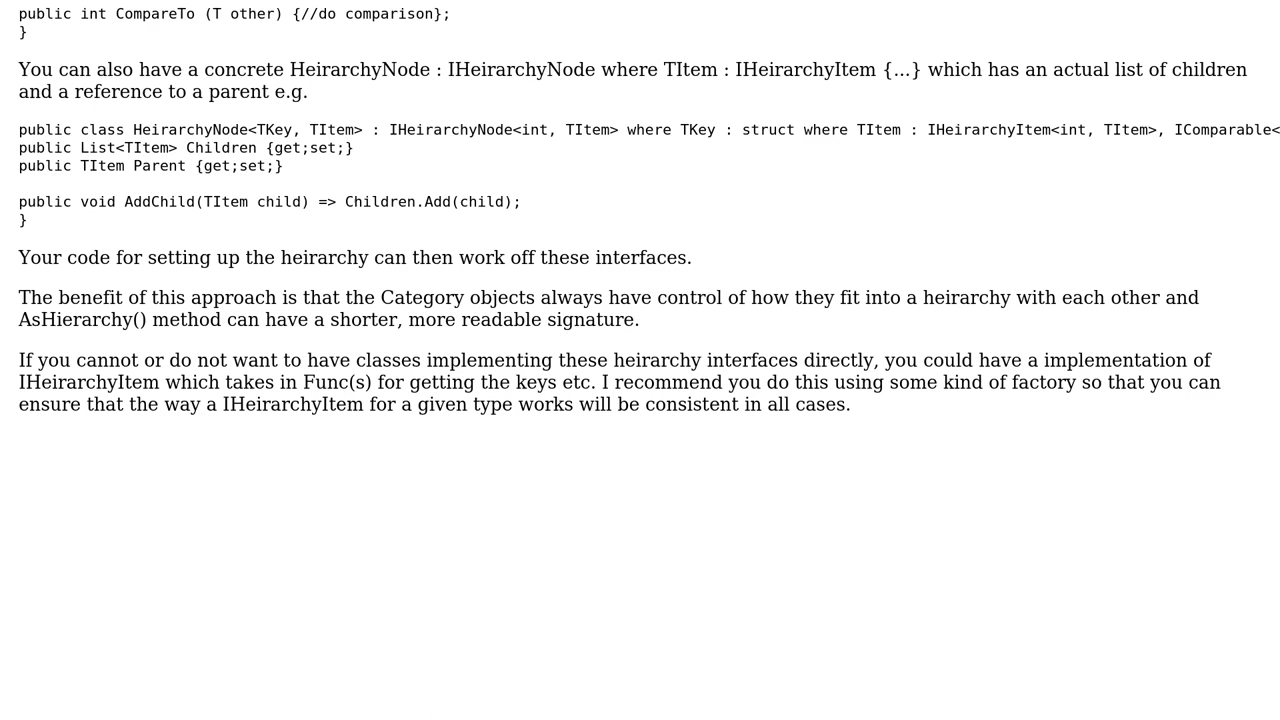 public int CompareTo (T other) {//do comparison};
}
You can also have a concrete HeirarchyNode : IHeirarchyNode where TItem : IHeirarchyItem {...} which has an actual list of children
and a reference to a parent e.g.
public class HeirarchyNode<TKey, TItem> : IHeirarchyNode<int, TItem> where TKey : struct where TItem : IHeirarchyItem<int, TItem>, IComparable<
public List<TItem> Children {get;set;}
public TItem Parent {get;set;}
public void AddChild(TItem child) => Children.Add(child);
}
Your code for setting up the heirarchy can then work off these interfaces.
The benefit of this approach is that the Category objects always have control of how they fit into a heirarchy with each other and
AsHierarchy() method can have a shorter, more readable signature.
If you cannot or do not want to have classes implementing these heirarchy interfaces directly, you could have a implementation of
IHeirarchyItem which takes in Func(s) for getting the keys etc. I recommend you do this using some kind of factory so that you can
ensure that the way a IHeirarchyItem for a given type works will be consistent in all cases.